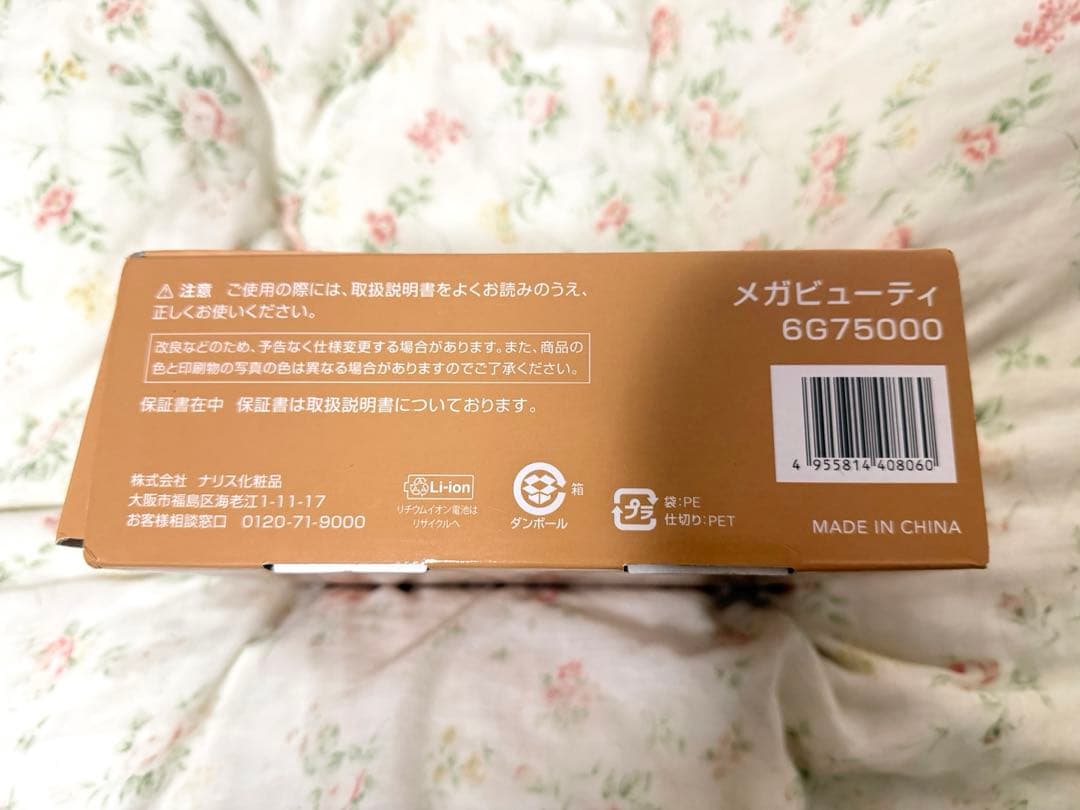 ⚠ 注意 ご使用の際には、取扱説明書をよくお読みのうえ、
正しくお使いください。
改良などのため、予告なく仕様変更する場合があります。また、商品の
色と印刷物の写真の色は異なる場合がありますのでご了承ください。
保証書在中 保証書は取扱説明書についております。
メガビューティ
6G75000
4 955814 408060
株式会社 ナリス化粧品
大阪市福島区海老江1-11-17
お客様相談窓口 0120-71-9000
Li-ion
リチウムイオン電池は
リサイクルへ
箱
ダンボール
プラ
袋:PE
仕切り:PET
MADE IN CHINA